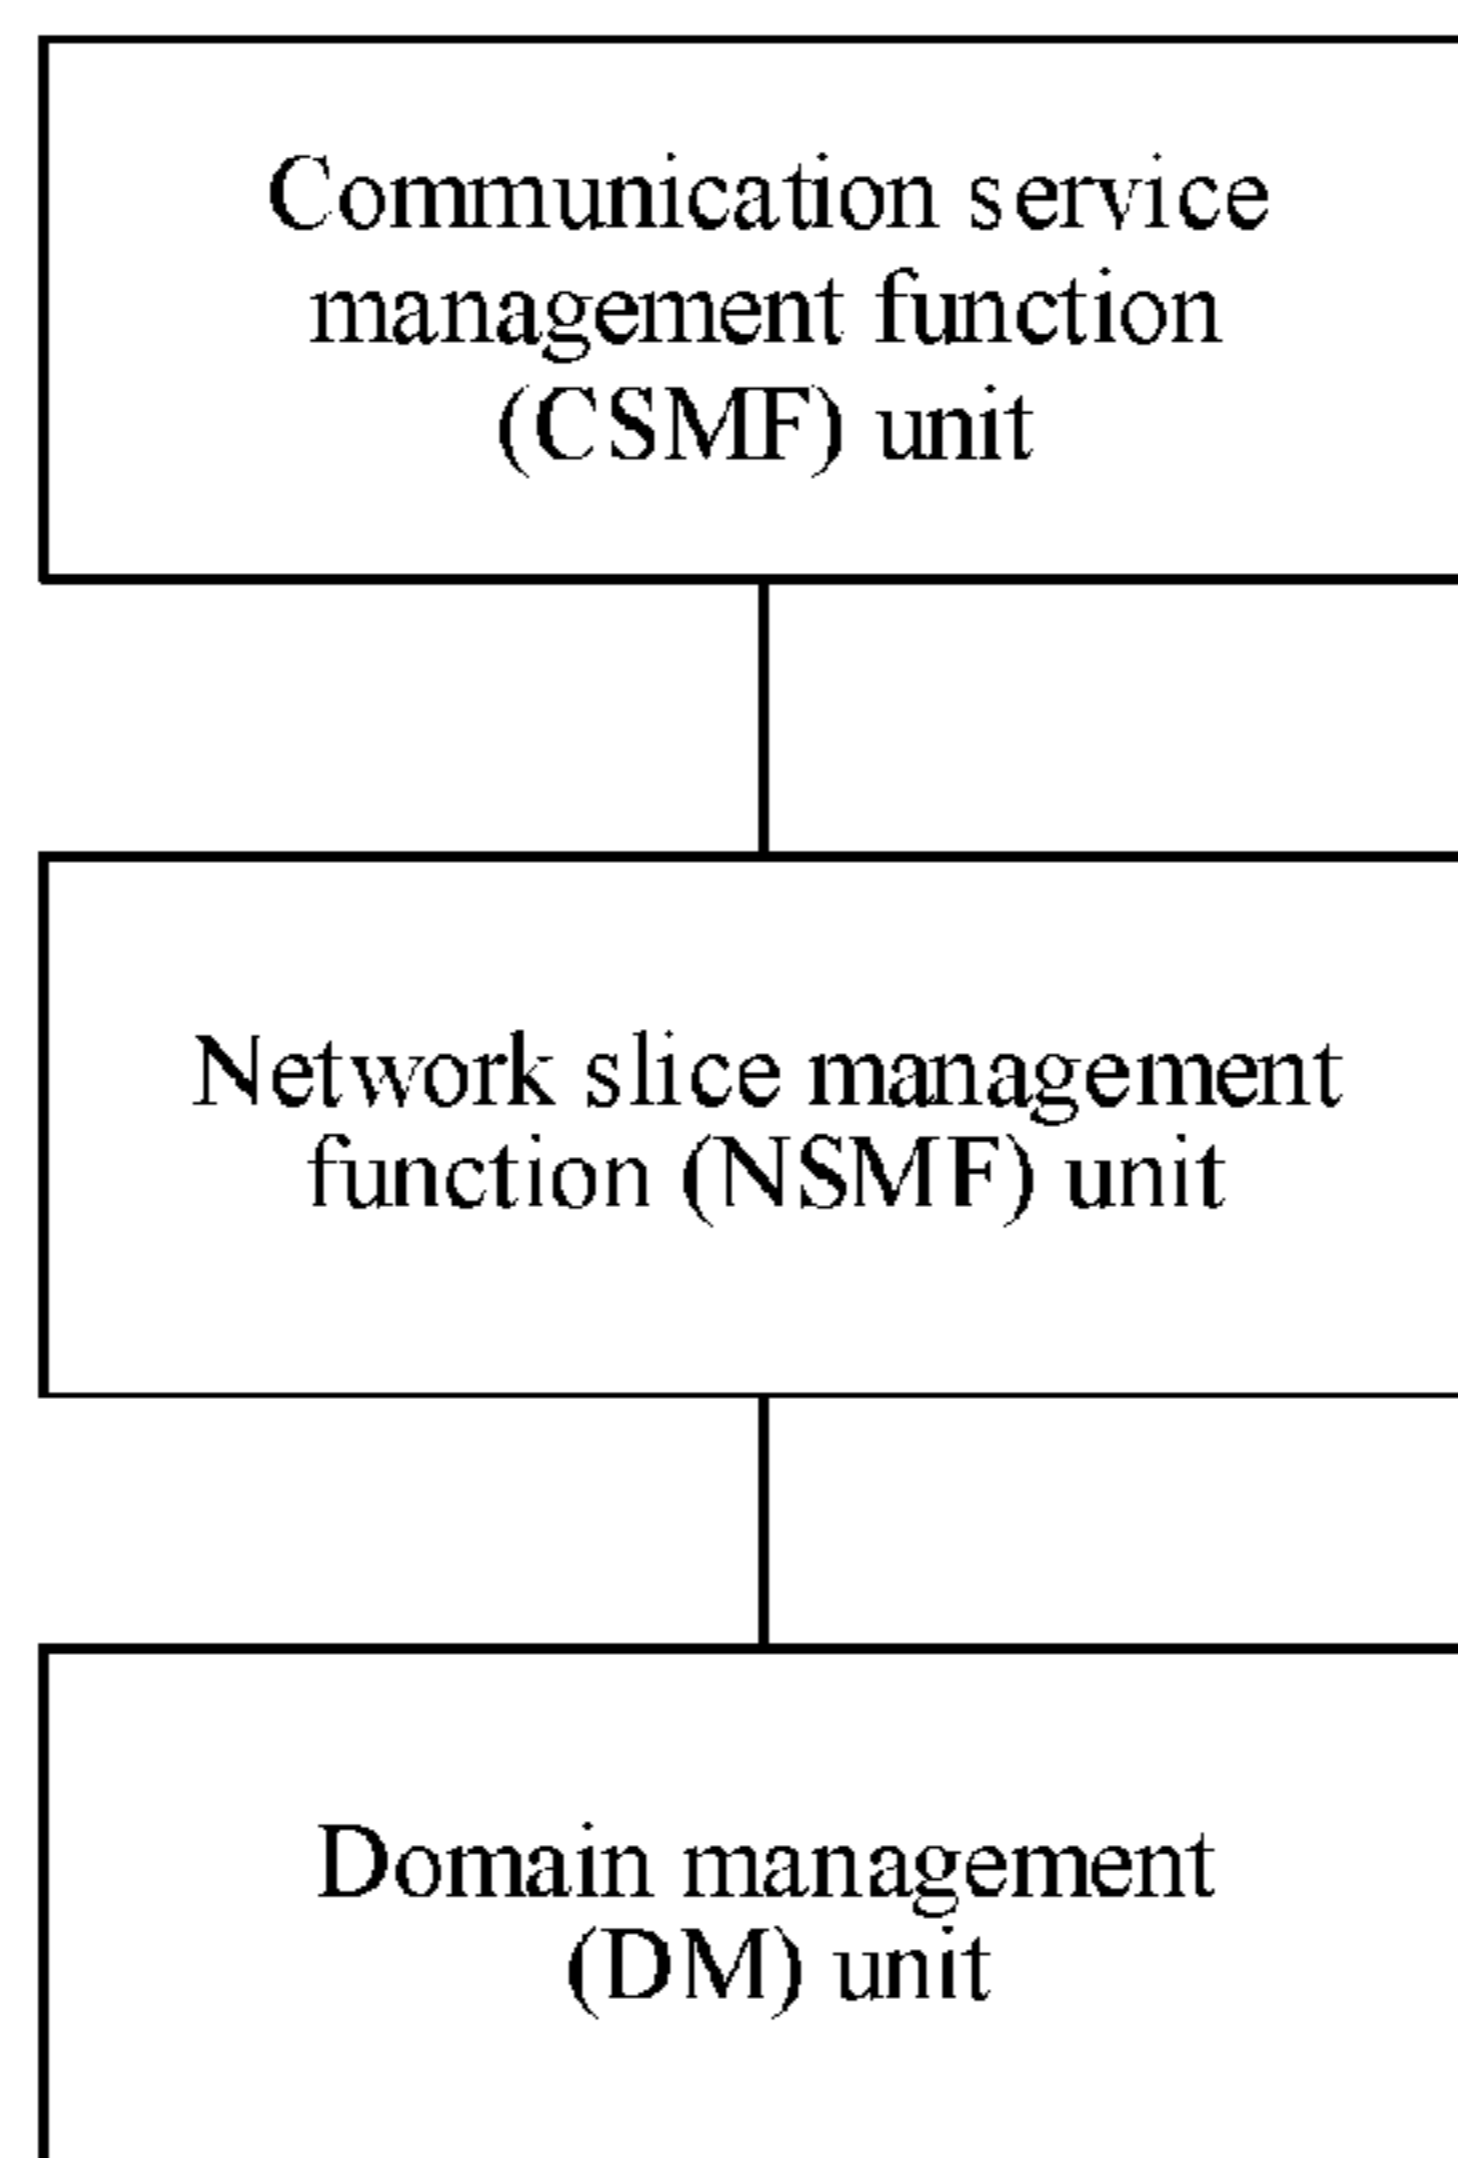 Communication service
management function
(CSMF) unit
Network slice management
function (NSMF) unit
Domain management
(DM) unit